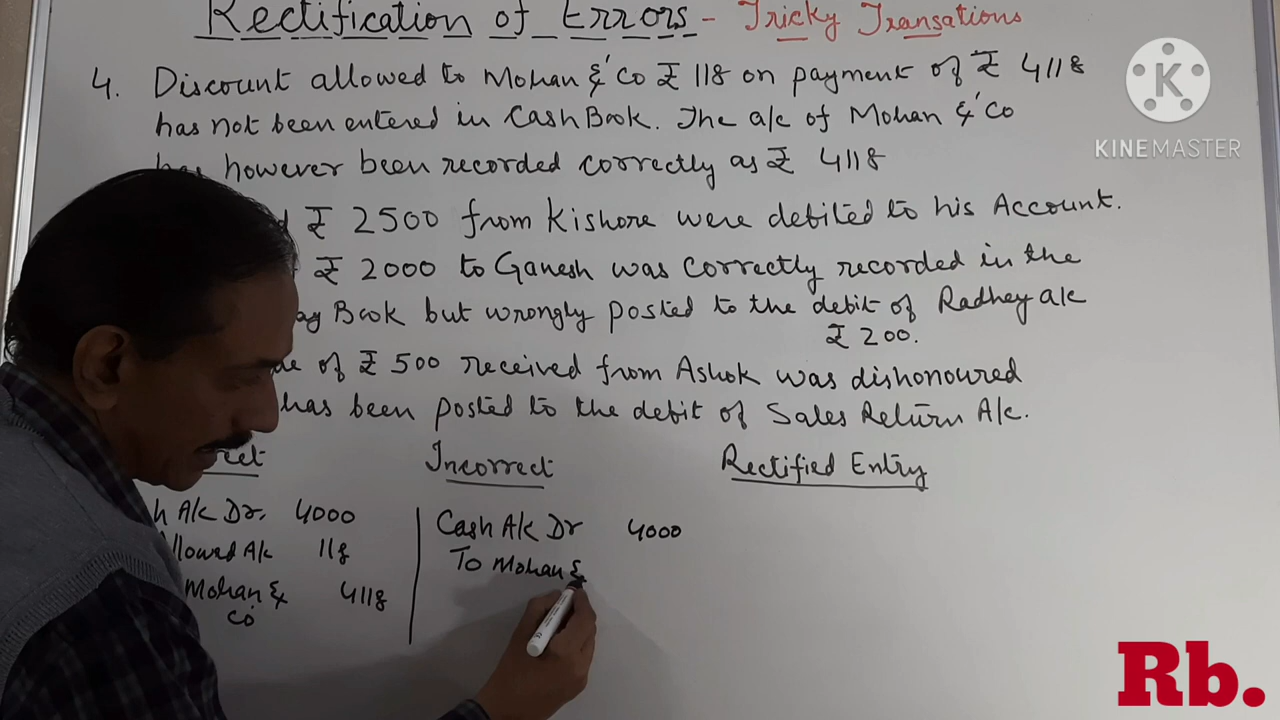 Rectification of Errors - Tricky Transations
4. Discount allowed to Mohan & Co ₹ 118 on payment of ₹ 4118
has not been entered in Cash Book. The a/c of Mohan & Co
has however been recorded correctly as ₹ 4118
₹ 2500 from Kishore were debited to his Account.
₹ 2000 to Ganesh was correctly recorded in the
Book but wrongly posted to the debit of Radhey a/c
₹ 200.
of ₹ 500 received from Ashok was dishonoured
has been posted to the debit of Sales Return A/c.
Incorrect Rectified Entry
A/c Dr. 4000
Allowed A/c 118
Mohan & 4118
Co
Cash A/c Dr 4000
To Mohan &
KINEMASTER
Rb.